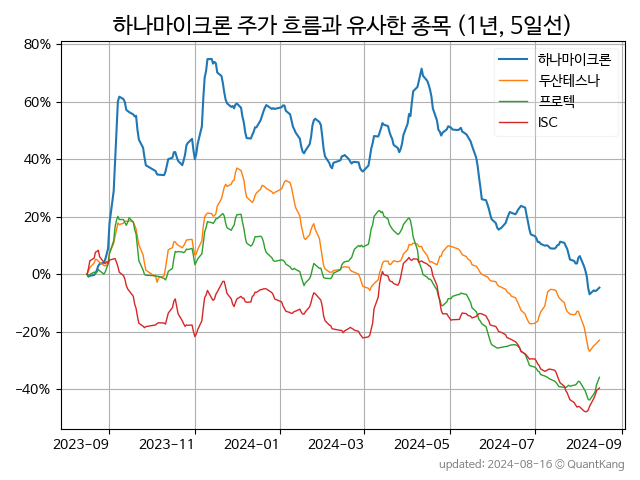 하나마이크론 주가 흐름과 유사한 종목 (1년, 5일선)
80%
60%
40%
20%
0%
−20%
−40%
하나마이크론
두산테스나
프로텍
ISC
2023-09
2023-11
2024-01
2024-03
2024-05
2024-07
2024-09
updated: 2024-08-16 © QuantKang